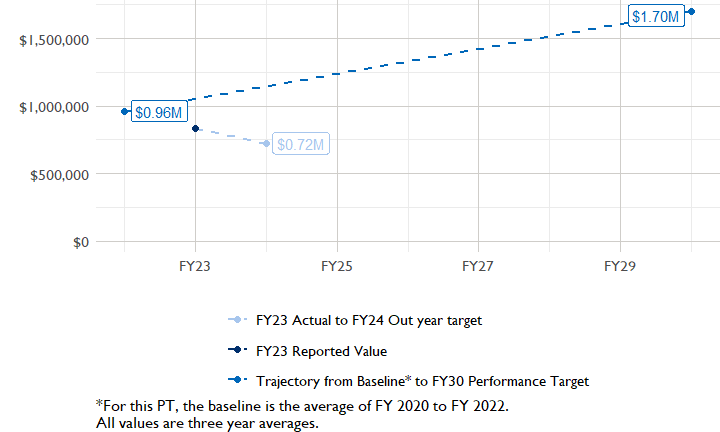 $1.70M
$1,500,000
$1,000,000
$0.96M
$0.72M
$500,000
$0
FY23 FY25 FY27 FY29
FY23 Actual to FY24 Out year target
FY23 Reported Value
Trajectory from Baseline* to FY30 Performance Target
*For this PT, the baseline is the average of FY 2020 to FY 2022.
All values are three year averages.